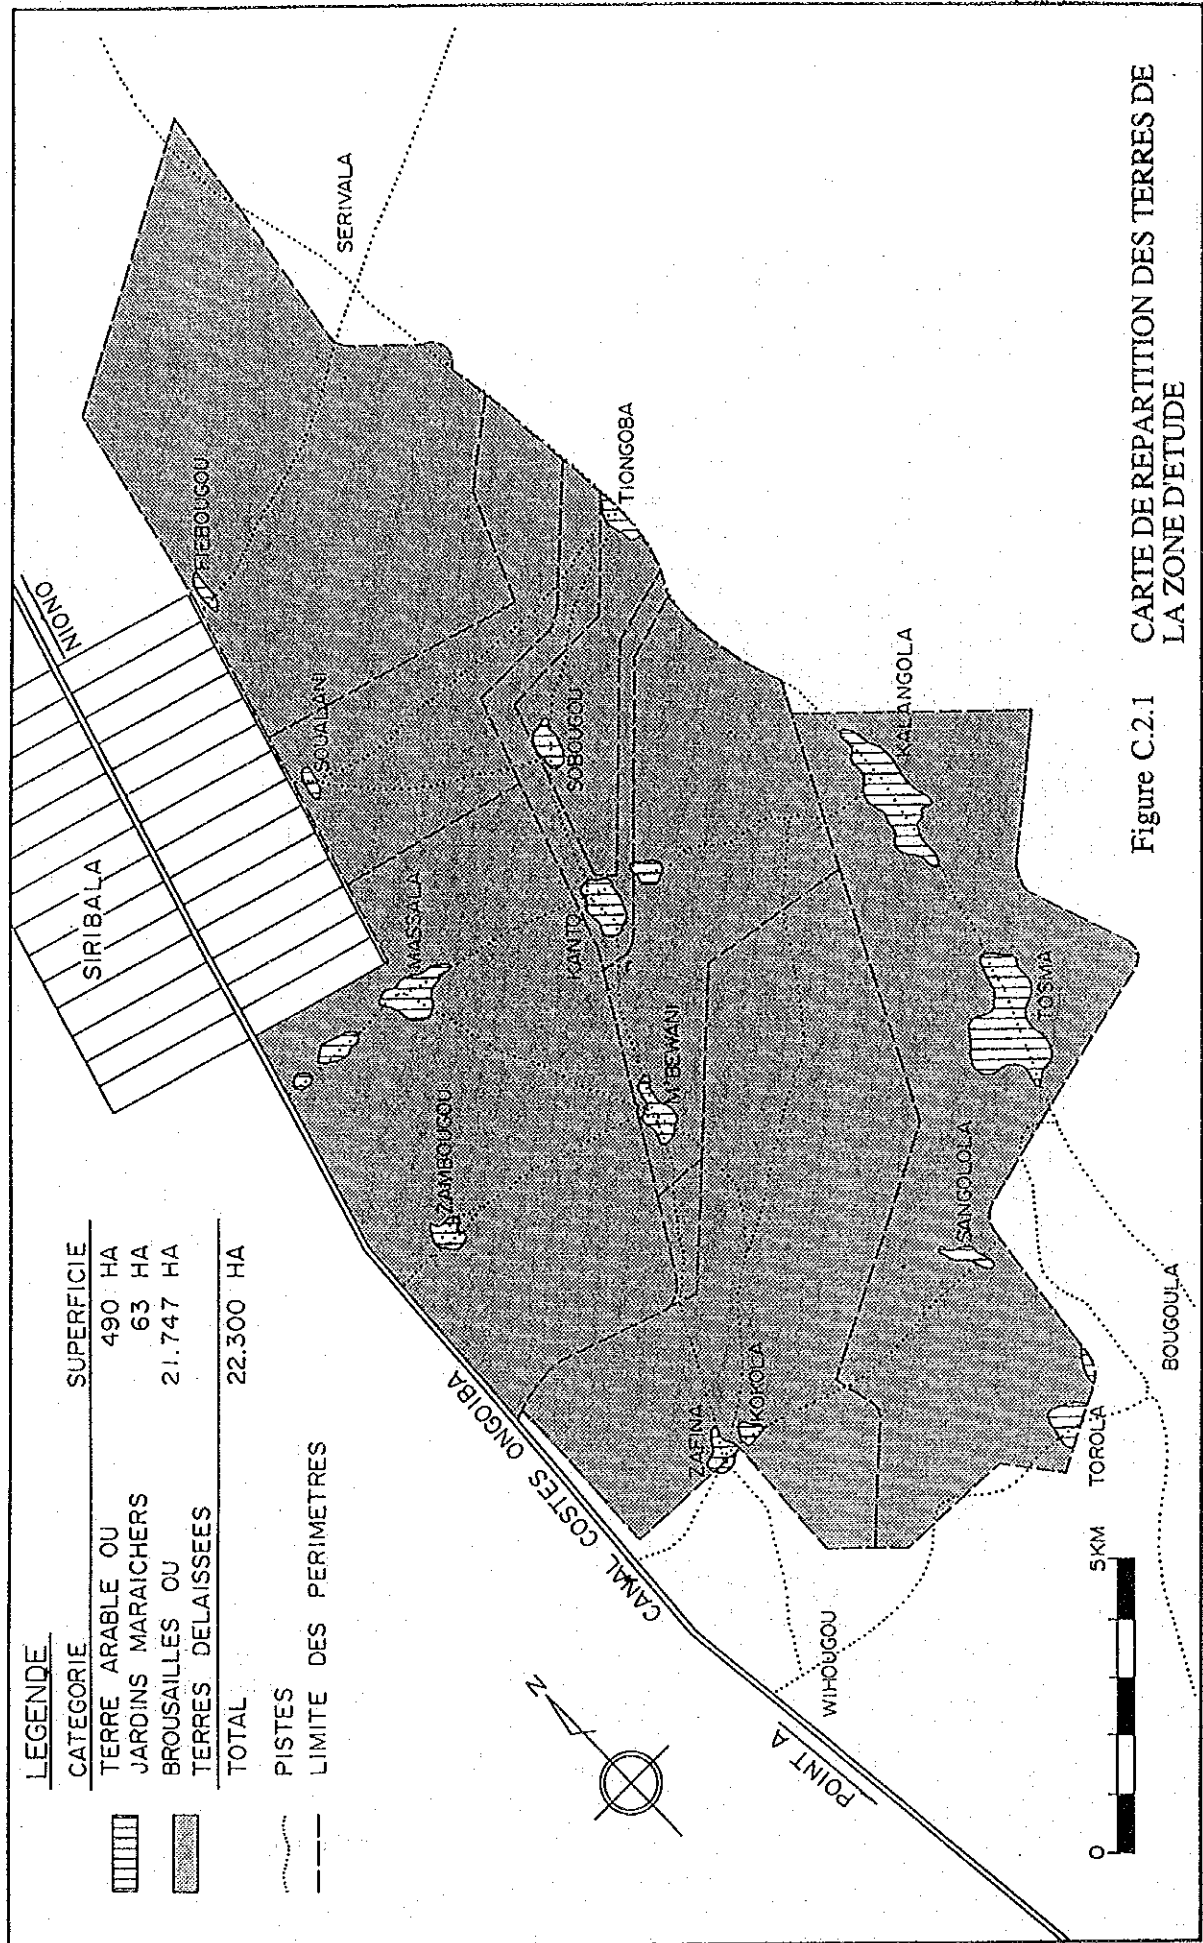 LEGENDE
CATEGORIE SUPERFICIE
TERRE ARABLE OU 490 HA
JARDINS MARAICHERS 63 HA
BROUSAILLES OU 21.747 HA
TERRES DELAISSEES
TOTAL 22.300 HA
PISTES
LIMITE DES PERIMETRES
N
NIONO
SIRIBALA
FIEBOUGOU
SERIVALA
SOUALANI
MASSALA
ZAMBOUGOU
SOBOUGOU
TIONGOBA
KANTO
M'BEWANI
KALANGOLA
CANAL COSTES ONGOIBA
ZAFINA
KOKOLA
SANGOLOLA
TOSMA
WIHOUGOU
POINT A
TOROLA
BOUGOULA
0 5KM
Figure C.2.1 CARTE DE REPARTITION DES TERRES DE
LA ZONE D'ETUDE